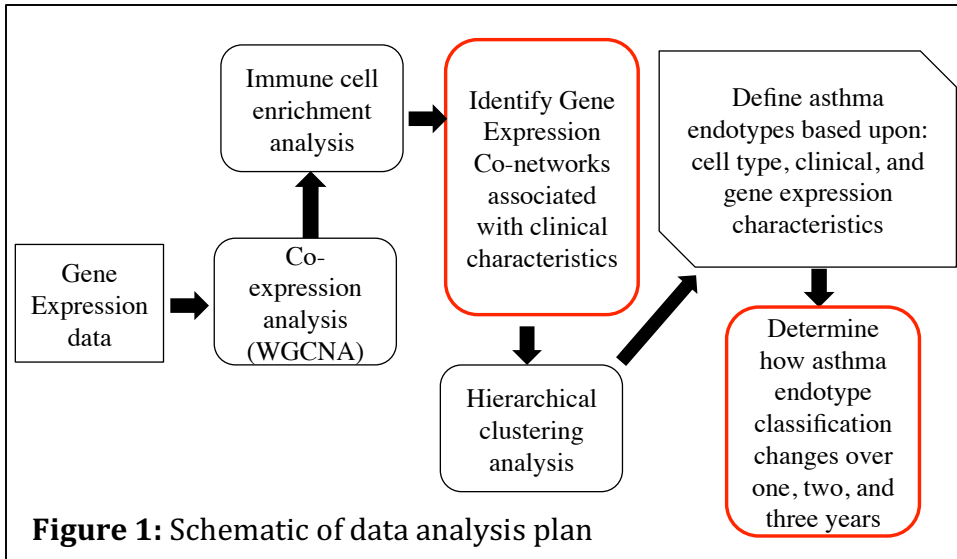 Gene
Expression
data
Co-
expression
analysis
(WGCNA)
Immune cell
enrichment
analysis
Identify Gene
Expression
Co-networks
associated
with clinical
characteristics
Hierarchical
clustering
analysis
Define asthma
endotypes based upon:
cell type, clinical, and
gene expression
characteristics
Determine
how asthma
endotype
classification
changes over
one, two, and
three years
Figure 1: Schematic of data analysis plan